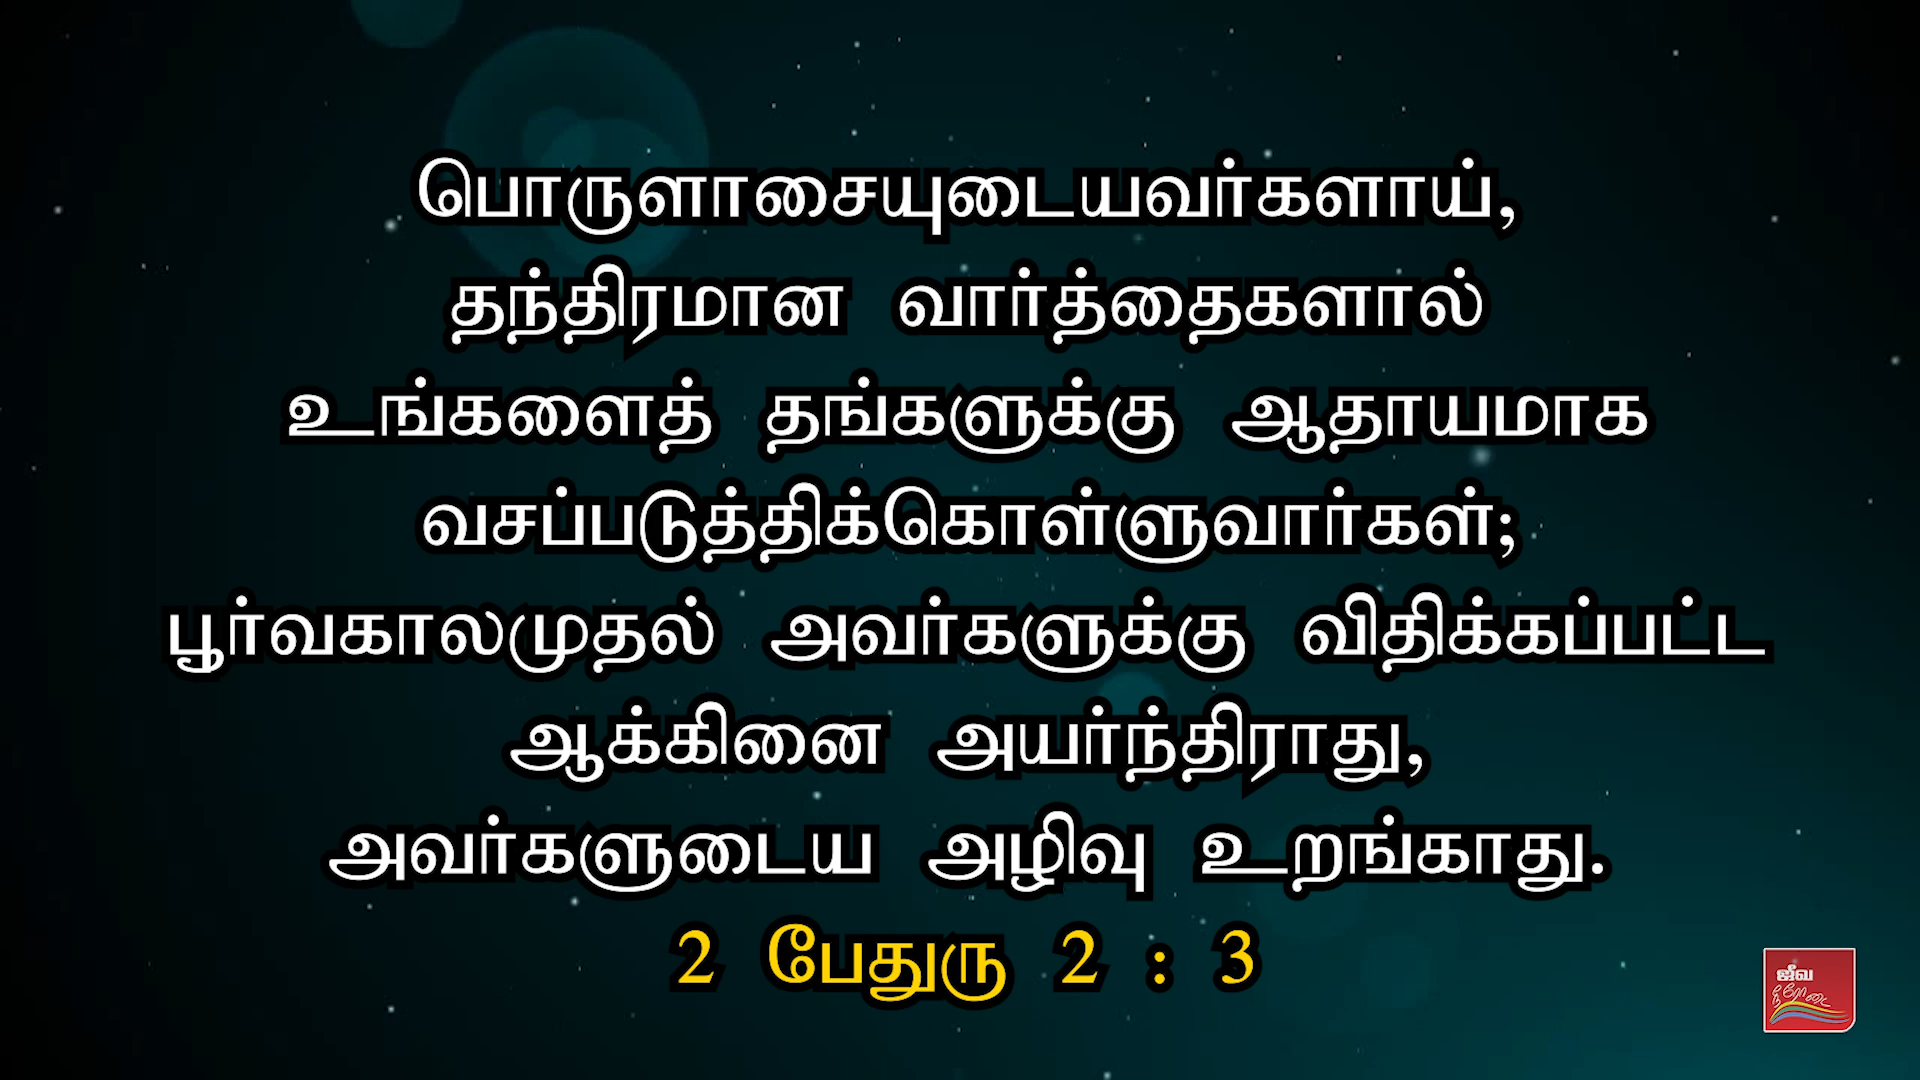 பொருளாசையுடையவர்களாய்,
தந்திரமான வார்த்தைகளால்
உங்களைத் தங்களுக்கு ஆதாயமாக
வசப்படுத்திக்கொள்ளுவார்கள்;
பூர்வகாலமுதல் அவர்களுக்கு விதிக்கப்பட்ட
ஆக்கினை அயர்ந்திராது,
அவர்களுடைய அழிவு உறங்காது.
2 பேதுரு 2 : 3
ஜீவ
நீரோடை